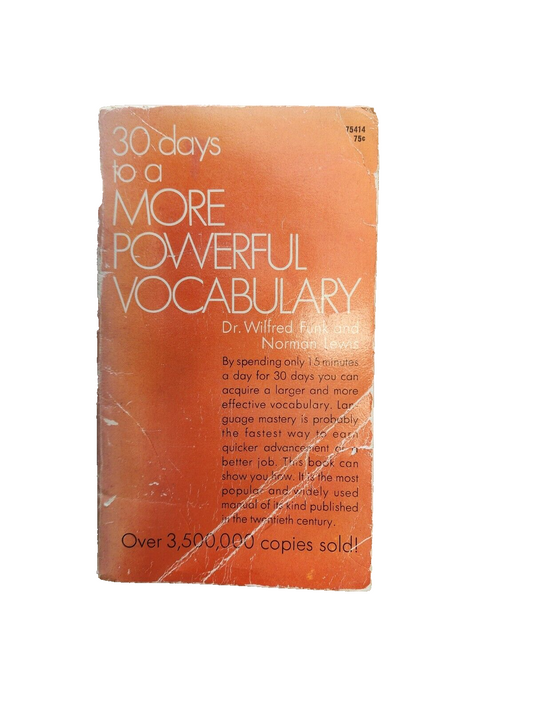 75414
75¢
30 days
to a
MORE
POWERFUL
VOCABULARY
Dr. Wilfred Funk and
Norman Lewis
By spending only 15 minutes
a day for 30 days you can
acquire a larger and more
effective vocabulary. Lan-
guage mastery is probably
the fastest way to earn
quicker advancement or a
better job. This book can
show you how. It is the most
popular and widely used
manual of its kind published
in the twentieth century.
Over 3,500,000 copies sold!